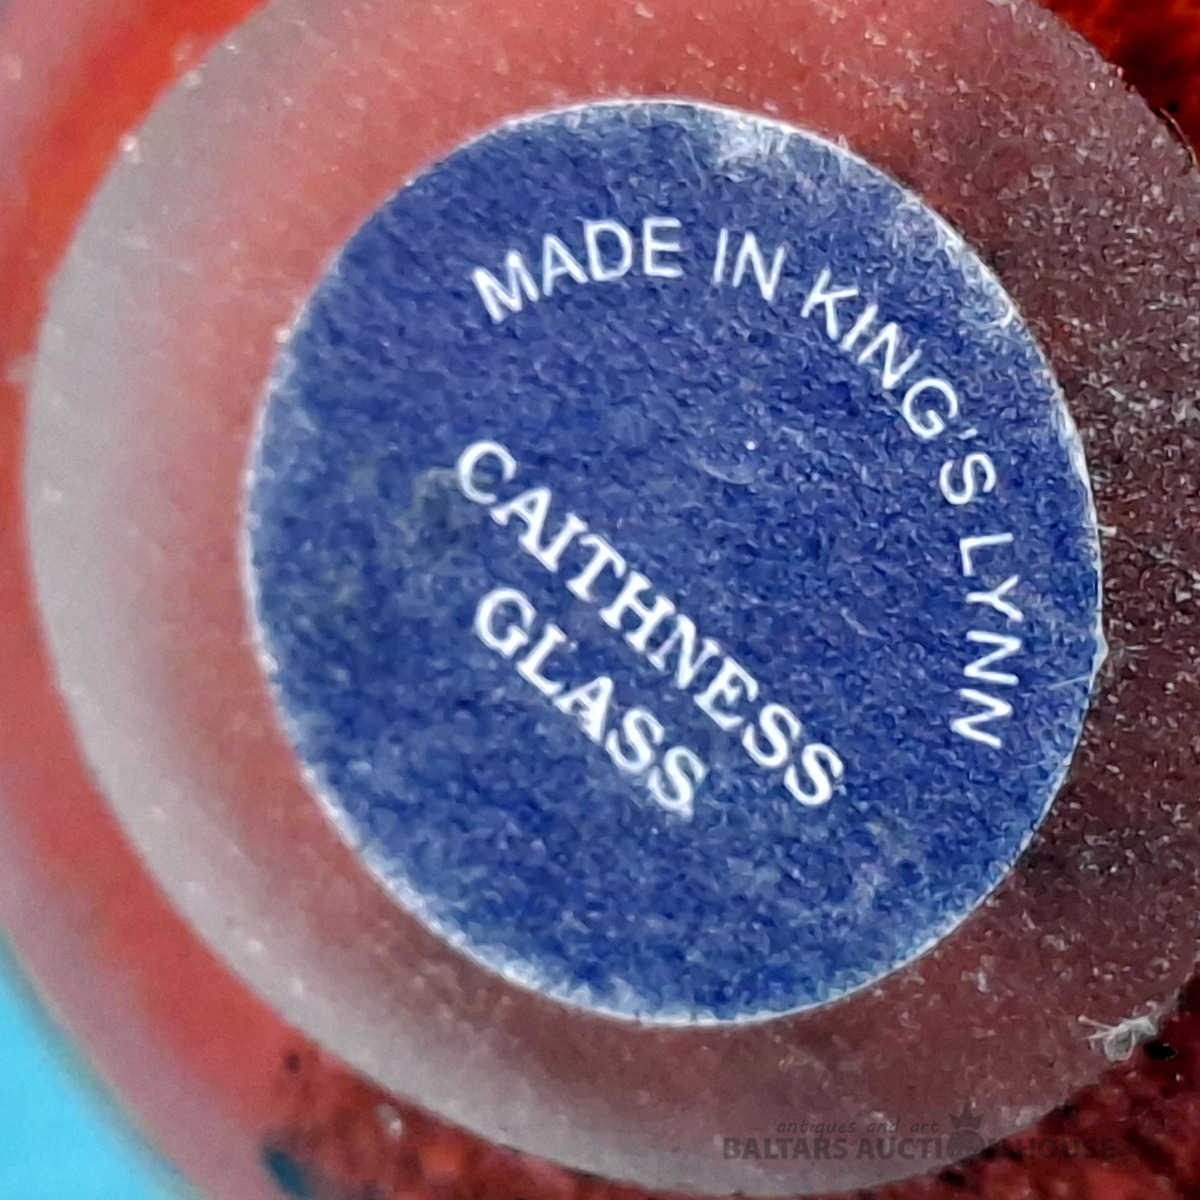 MADE IN KING'S LYNN
CAITHNESS
GLASS
antiques and art
BALTARS AUCTION HOUSE